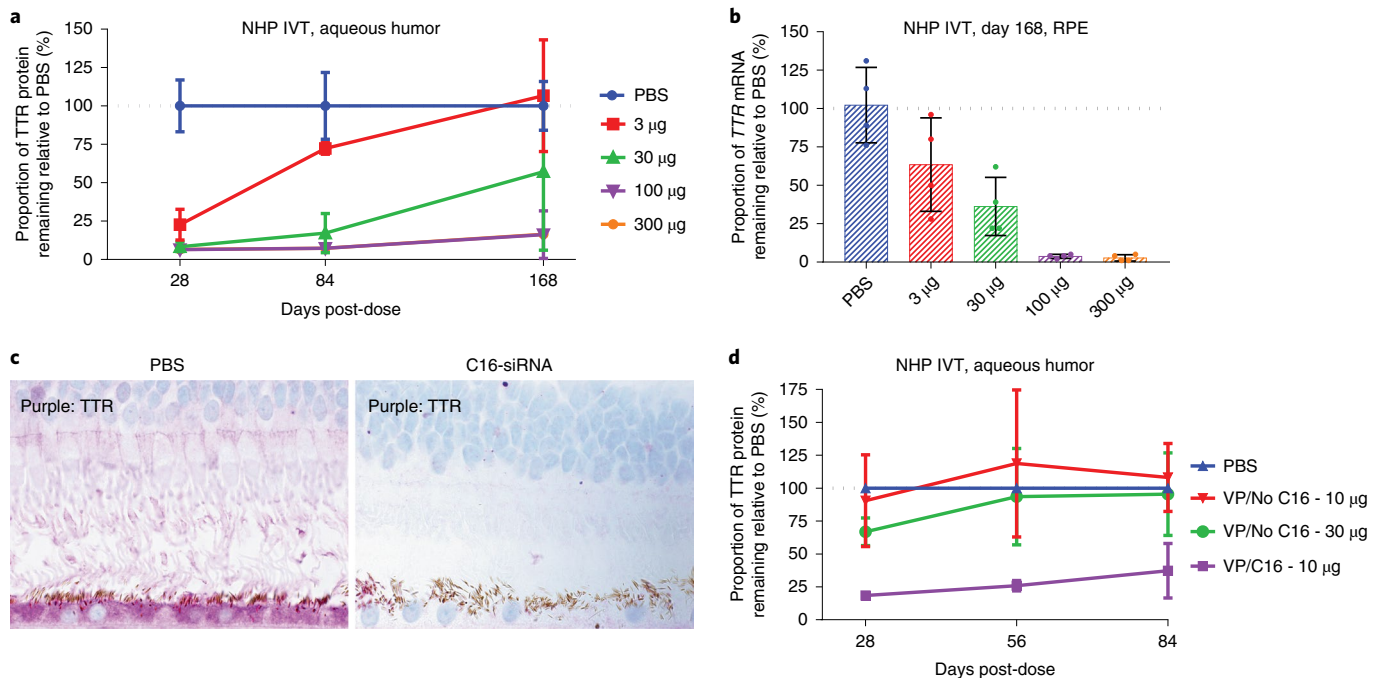 a
NHP IVT, aqueous humor
Proportion of TTR protein
remaining relative to PBS (%)
150
125
100
75
50
25
0
28
84
168
Days post-dose
PBS
3 μg
30 μg
100 μg
300 μg
b
NHP IVT, day 168, RPE
Proportion of TTR mRNA
remaining relative to PBS (%)
150
125
100
75
50
25
0
PBS
3 μg
30 μg
100 μg
300 μg
c
PBS
C16-siRNA
Purple: TTR
Purple: TTR
d
NHP IVT, aqueous humor
Proportion of TTR protein
remaining relative to PBS (%)
175
150
125
100
75
50
25
0
28
56
84
Days post-dose
PBS
VP/No C16 - 10 μg
VP/No C16 - 30 μg
VP/C16 - 10 μg